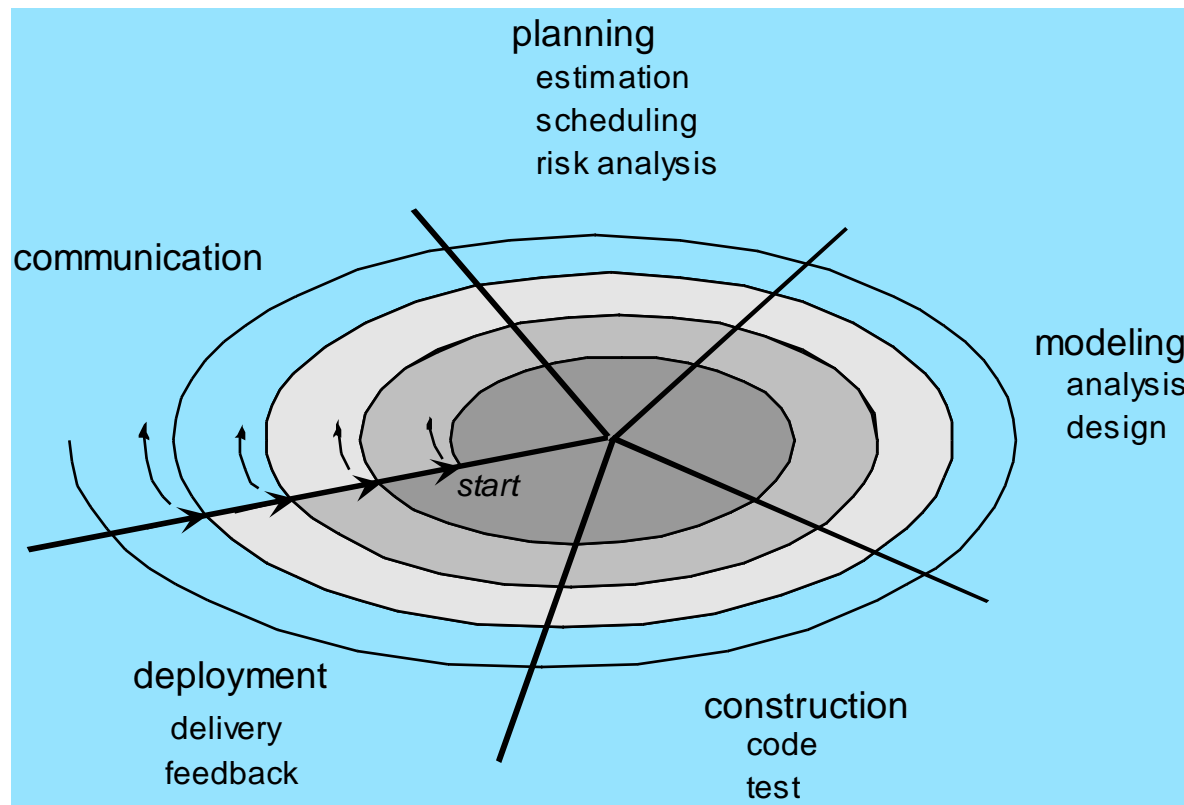 planning
estimation
scheduling
risk analysis
communication
modeling
analysis
design
start
deployment
delivery
feedback
construction
code
test